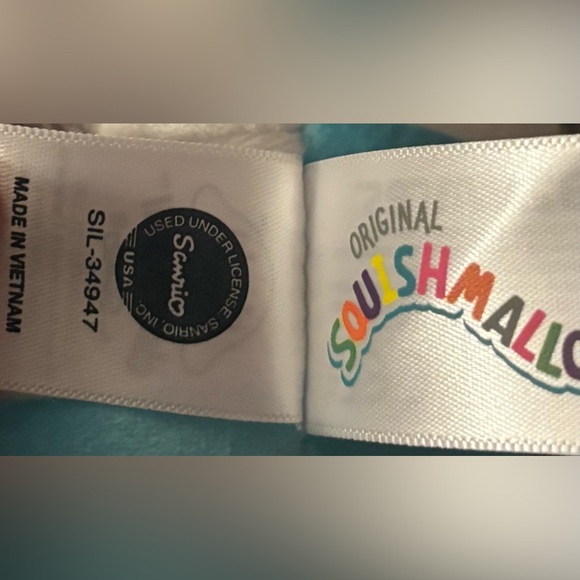 MADE IN VIETNAM
SIL-34947
USED UNDER LICENSE SANRIO, INC.
Sanrio
USA
ORIGINAL
SQUISHMALLO